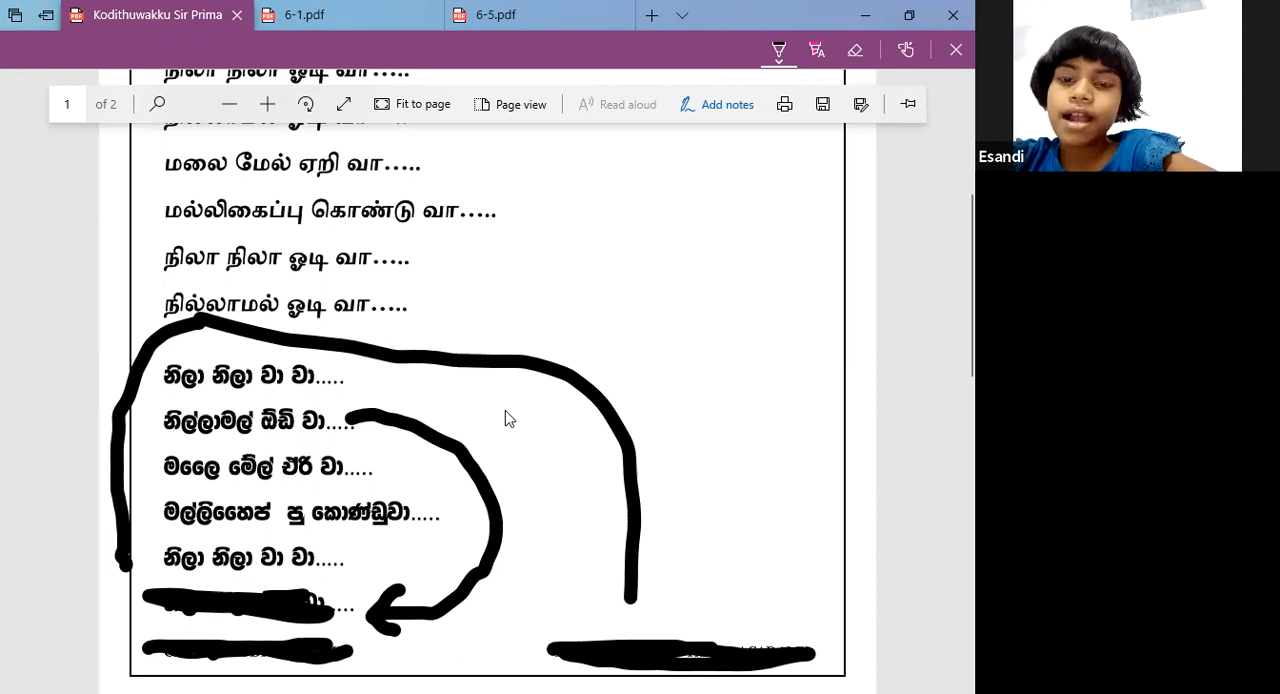 Kodithuwakku Sir Prima
6-1.pdf
6-5.pdf
1 of 2
Fit to page
Page view
Read aloud
Add notes
Esandi
நிலா நிலா ஓடி வா.....
மலை மேல் ஏறி வா.....
மல்லிகைப்பு கொண்டு வா.....
நிலா நிலா ஓடி வா.....
நில்லாமல் ஓடி வா.....
නිලා නිලා වා වා.....
නිල්ලාමල් ඕඩි වා.....
මලෛ මේල් ඒරි වා.....
මල්ලිහෛප් පු කොණ්ඩුවා.....
නිලා නිලා වා වා.....